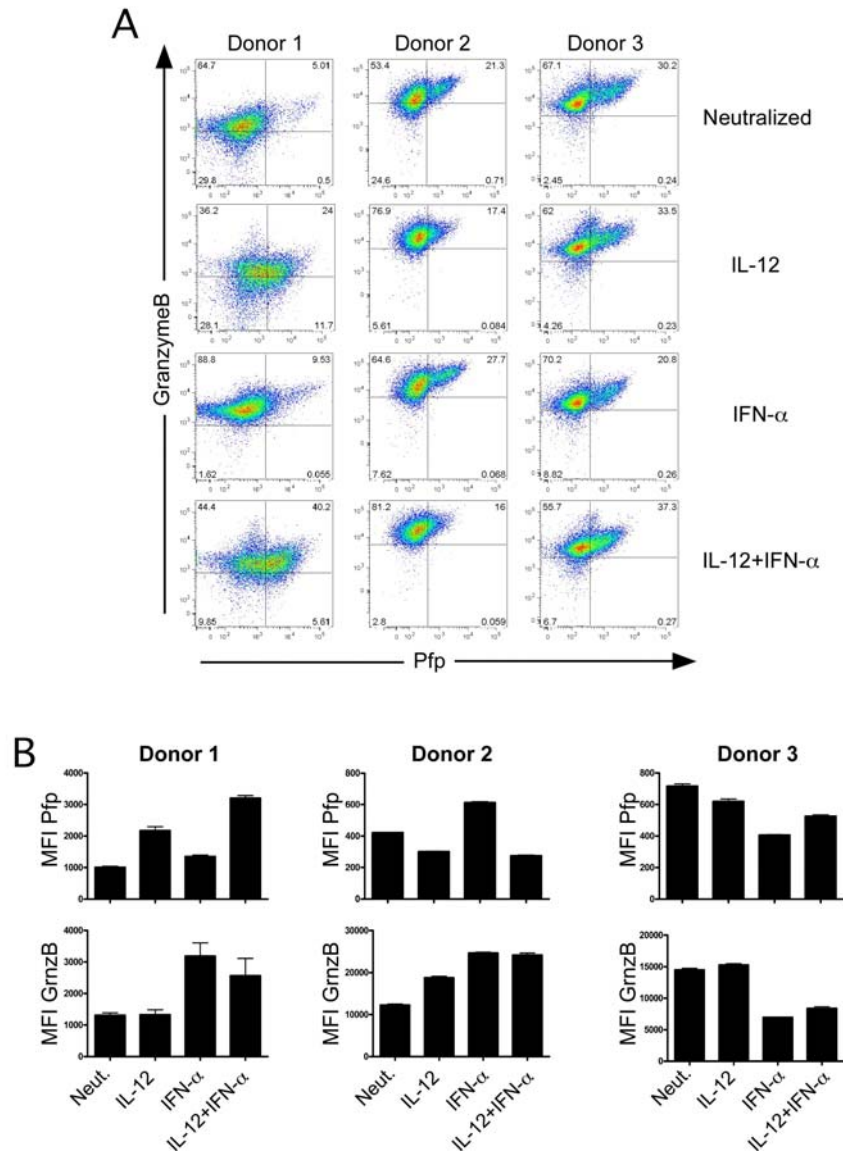 A
Donor 1 Donor 2 Donor 3
64.7 5.01 53.4 21.3 67.1 30.2
Neutralized
29.8 0.5 24.6 0.71 2.45 0.24
36.2 24 76.9 17.4 62 33.5
IL-12
28.1 11.7 5.61 0.084 4.26 0.23
88.8 9.53 64.6 27.7 70.2 20.8
IFN-α
1.62 0.055 7.62 0.068 8.82 0.26
44.4 40.2 81.2 16 55.7 37.3
IL-12+IFN-α
9.85 5.61 2.8 0.059 6.7 0.27
GranzymeB
Pfp
B
Donor 1 Donor 2 Donor 3
MFI Pfp
4000
3000
2000
1000
0
MFI Pfp
800
600
400
200
0
MFI Pfp
800
600
400
200
0
MFI GrnzB
4000
3000
2000
1000
0
MFI GrnzB
30000
20000
10000
0
MFI GrnzB
20000
15000
10000
5000
0
Neut. IL-12 IFN-α IL-12+IFN-α
Neut. IL-12 IFN-α IL-12+IFN-α
Neut. IL-12 IFN-α IL-12+IFN-α